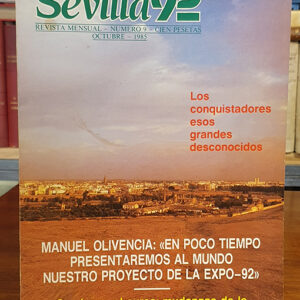 Sevilla 92
REVISTA MENSUAL - NUMERO 9 - CIEN PESETAS
OCTUBRE - 1985
Los
conquistadores
esos
grandes
desconocidos
MANUEL OLIVENCIA: «EN POCO TIEMPO
PRESENTAREMOS AL MUNDO
NUESTRO PROYECTO DE LA EXPO-92»